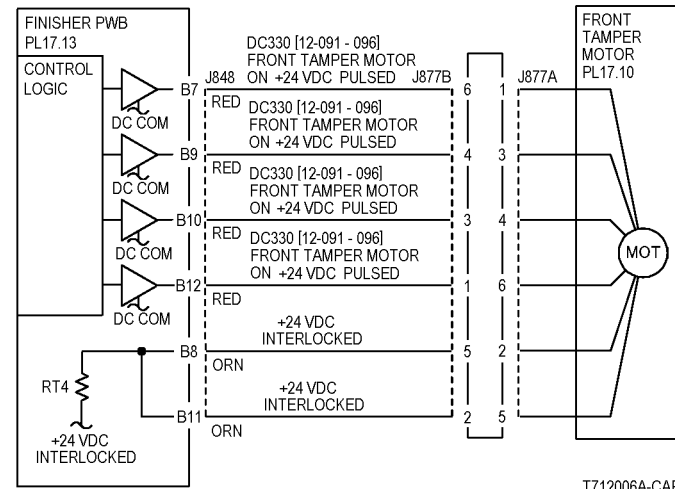 FINISHER PWB
PL17.13
CONTROL
LOGIC
DC COM
DC COM
DC COM
DC COM
RT4
+24 VDC
INTERLOCKED
B7
B9
B10
B12
B8
B11
J848
DC330 [12-091 - 096]
FRONT TAMPER MOTOR
ON +24 VDC PULSED
RED
DC330 [12-091 - 096]
FRONT TAMPER MOTOR
ON +24 VDC PULSED
RED
DC330 [12-091 - 096]
FRONT TAMPER MOTOR
ON +24 VDC PULSED
RED
DC330 [12-091 - 096]
FRONT TAMPER MOTOR
ON +24 VDC PULSED
RED
+24 VDC
INTERLOCKED
ORN
+24 VDC
INTERLOCKED
ORN
J877B
J877A
6 1
4 3
3 4
1 6
5 2
2 5
FRONT
TAMPER
MOTOR
PL17.10
MOT